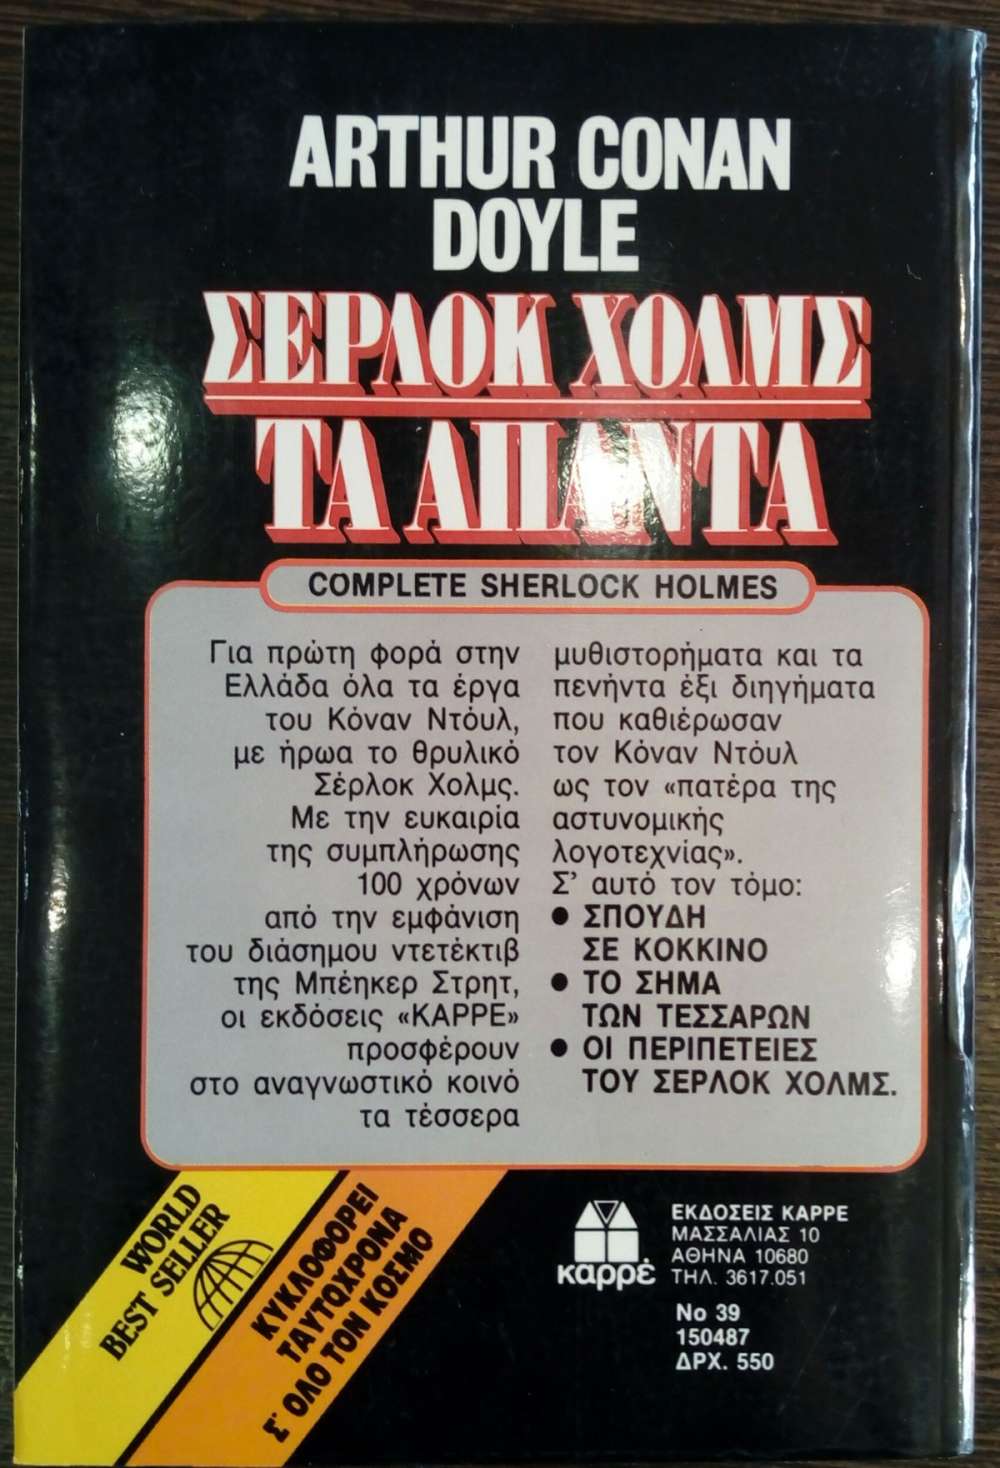 ARTHUR CONAN
DOYLE
ΣΕΡΛΟΚ ΧΟΛΜΣ
ΤΑ ΑΠΑΝΤΑ
COMPLETE SHERLOCK HOLMES
Για πρώτη φορά στην
Ελλάδα όλα τα έργα
του Κόναν Ντόυλ,
με ήρωα το θρυλικό
Σέρλοκ Χολμς.
Με την ευκαιρία
της συμπλήρωσης
100 χρόνων
από την εμφάνιση
του διάσημου ντετέκτιβ
της Μπέηκερ Στρητ,
οι εκδόσεις «ΚΑΡΡΕ»
προσφέρουν
στο αναγνωστικό κοινό
τα τέσσερα
μυθιστορήματα και τα
πενήντα έξι διηγήματα
που καθιέρωσαν
τον Κόναν Ντόυλ
ως τον «πατέρα της
αστυνομικής
λογοτεχνίας».
Σ' αυτό τον τόμο:
● ΣΠΟΥΔΗ
ΣΕ ΚΟΚΚΙΝΟ
● ΤΟ ΣΗΜΑ
ΤΩΝ ΤΕΣΣΑΡΩΝ
● ΟΙ ΠΕΡΙΠΕΤΕΙΕΣ
ΤΟΥ ΣΕΡΛΟΚ ΧΟΛΜΣ.
WORLD
BEST SELLER
ΚΥΚΛΟΦΟΡΕΙ
ΤΑΥΤΟΧΡΟΝΑ
Σ' ΟΛΟ ΤΟΝ ΚΟΣΜΟ
καρρέ
ΕΚΔΟΣΕΙΣ ΚΑΡΡΕ
ΜΑΣΣΑΛΙΑΣ 10
ΑΘΗΝΑ 10680
ΤΗΛ. 3617.051
No 39
150487
ΔΡΧ. 550